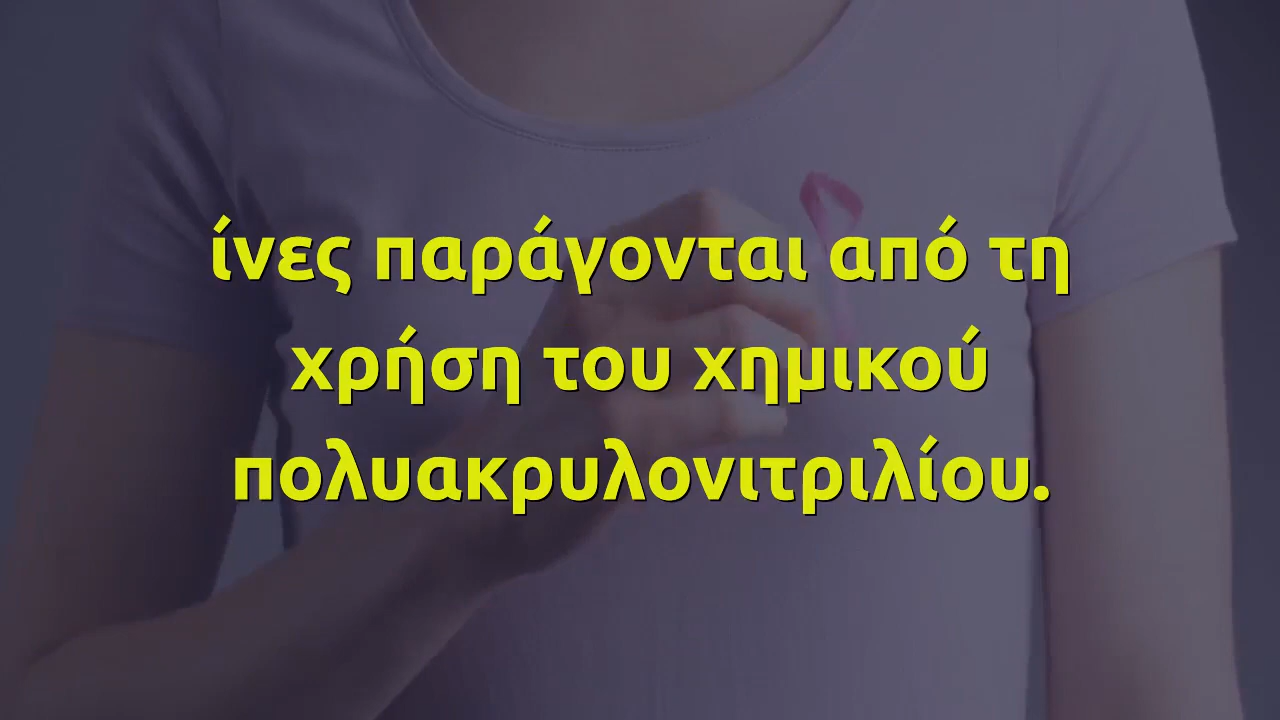 ίνες παράγονται από τη
χρήση του χημικού
πολυακρυλονιτριλίου.